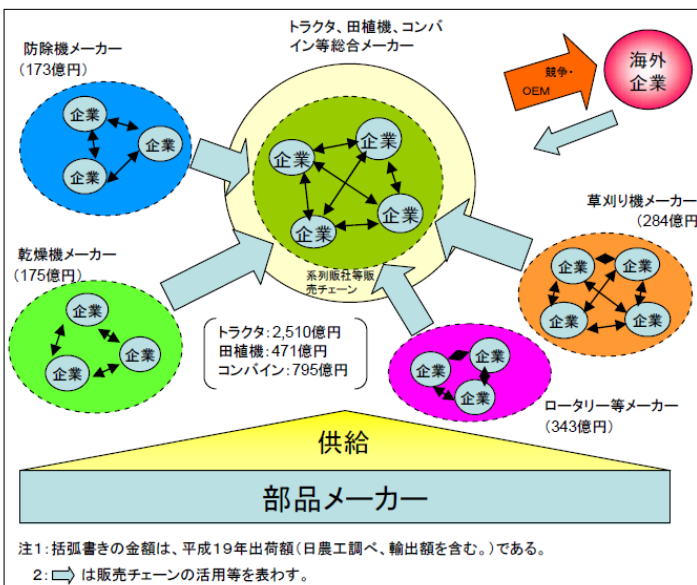 トラクタ、田植機、コンバ
イン等総合メーカー
防除機メーカー
(173億円)
企業
企業
企業
企業
企業
企業
企業
系列販社等販
売チェーン
競争・
OEM
海外
企業
乾燥機メーカー
(175億円)
企業
企業
企業
草刈り機メーカー
(284億円)
企業
企業
企業
企業
トラクタ:2,510億円
田植機:471億円
コンバイン:795億円
企業
企業
企業
ロータリー等メーカー
(343億円)
供給
部品メーカー
注1:括弧書きの金額は、平成19年出荷額(日農工調べ、輸出額を含む。)である。
2:⇨は販売チェーンの活用等を表わす。